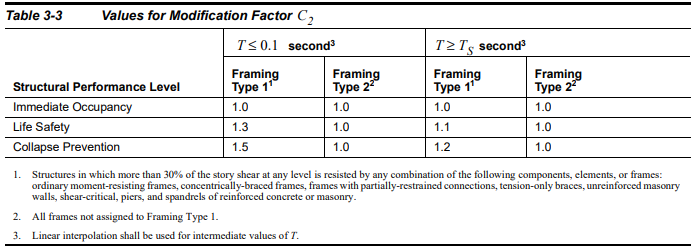 Table 3-3 Values for Modification Factor C2
T ≤ 0.1 second3 T ≥ TS second3
Structural Performance Level Framing Type 11 Framing Type 22 Framing Type 11 Framing Type 22
Immediate Occupancy 1.0 1.0 1.0 1.0
Life Safety 1.3 1.0 1.1 1.0
Collapse Prevention 1.5 1.0 1.2 1.0
1. Structures in which more than 30% of the story shear at any level is resisted by any combination of the following components, elements, or frames:
ordinary moment-resisting frames, concentrically-braced frames, frames with partially-restrained connections, tension-only braces, unreinforced masonry
walls, shear-critical, piers, and spandrels of reinforced concrete or masonry.
2. All frames not assigned to Framing Type 1.
3. Linear interpolation shall be used for intermediate values of T.